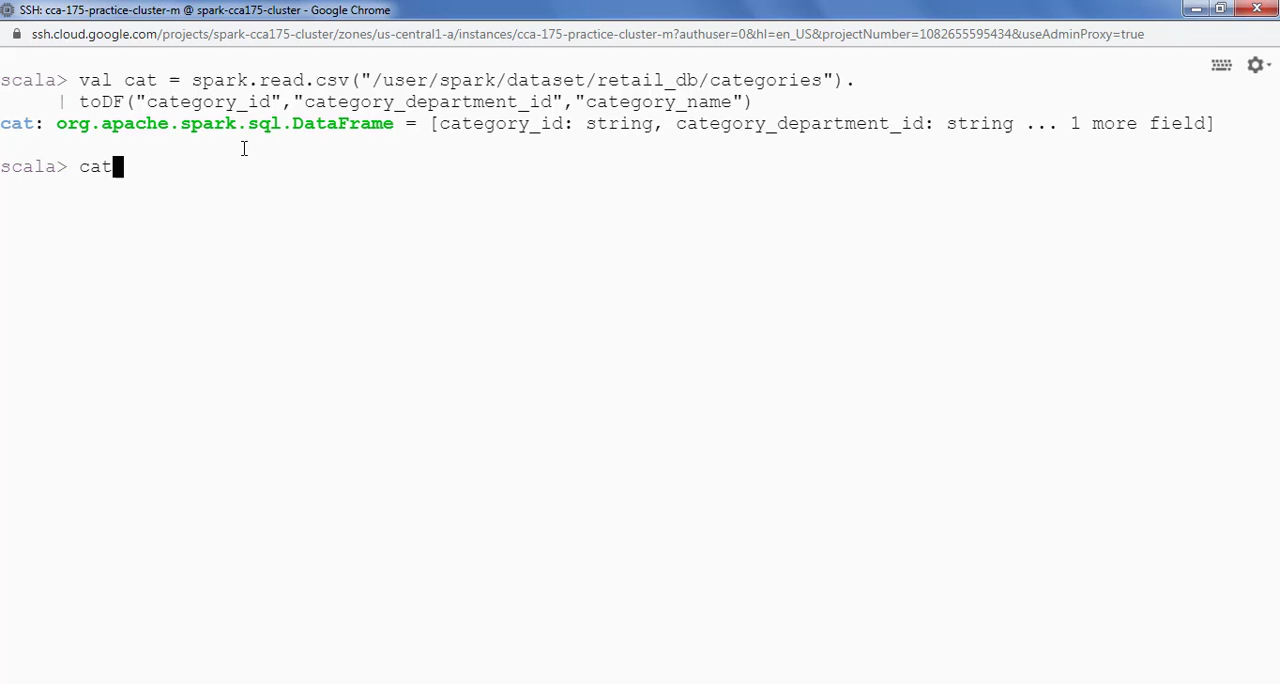 SSH: cca-175-practice-cluster-m @ spark-cca175-cluster - Google Chrome
ssh.cloud.google.com/projects/spark-cca175-cluster/zones/us-central1-a/instances/cca-175-practice-cluster-m?authuser=0&hl=en_US&projectNumber=1082655595434&useAdminProxy=true
scala> val cat = spark.read.csv("/user/spark/dataset/retail_db/categories").
| toDF("category_id","category_department_id","category_name")
cat: org.apache.spark.sql.DataFrame = [category_id: string, category_department_id: string ... 1 more field]
scala> cat